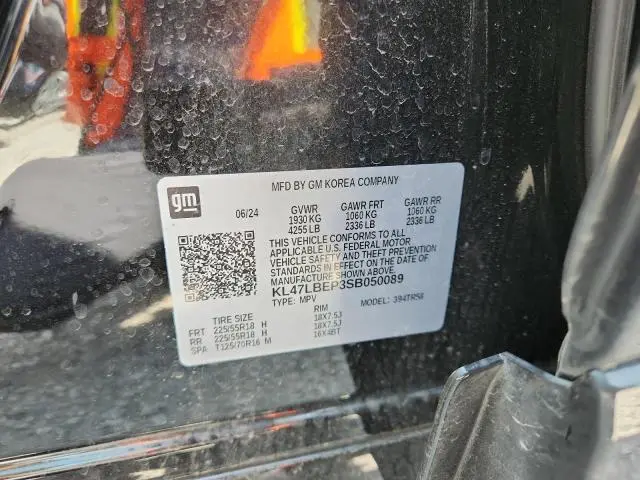 gm
MFD BY GM KOREA COMPANY
06/24 GVWR GAWR FRT GAWR RR
1930 KG 1060 KG 1060 KG
4255 LB 2336 LB 2336 LB
THIS VEHICLE CONFORMS TO ALL
APPLICABLE U.S. FEDERAL MOTOR
VEHICLE SAFETY AND THEFT PREVENTION
STANDARDS IN EFFECT ON THE DATE OF
MANUFACTURE SHOWN ABOVE.
KL47LBEP3SB050089
TYPE: MPV MODEL: 394TR58
TIRE SIZE RIM
FRT 225/55R18 H 18X7.5J
RR 225/55R18 H 18X7.5J
SPA T125/70R16 M 16X4BT